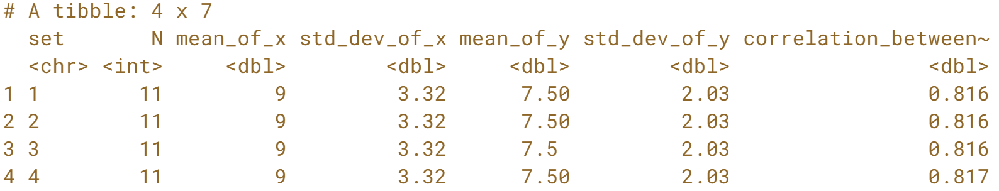 # A tibble: 4 x 7
  set       N mean_of_x std_dev_of_x mean_of_y std_dev_of_y correlation_between~
  <chr> <int>     <dbl>        <dbl>     <dbl>        <dbl>                <dbl>
1 1        11         9         3.32      7.50         2.03                0.816
2 2        11         9         3.32      7.50         2.03                0.816
3 3        11         9         3.32      7.5          2.03                0.816
4 4        11         9         3.32      7.50         2.03                0.817